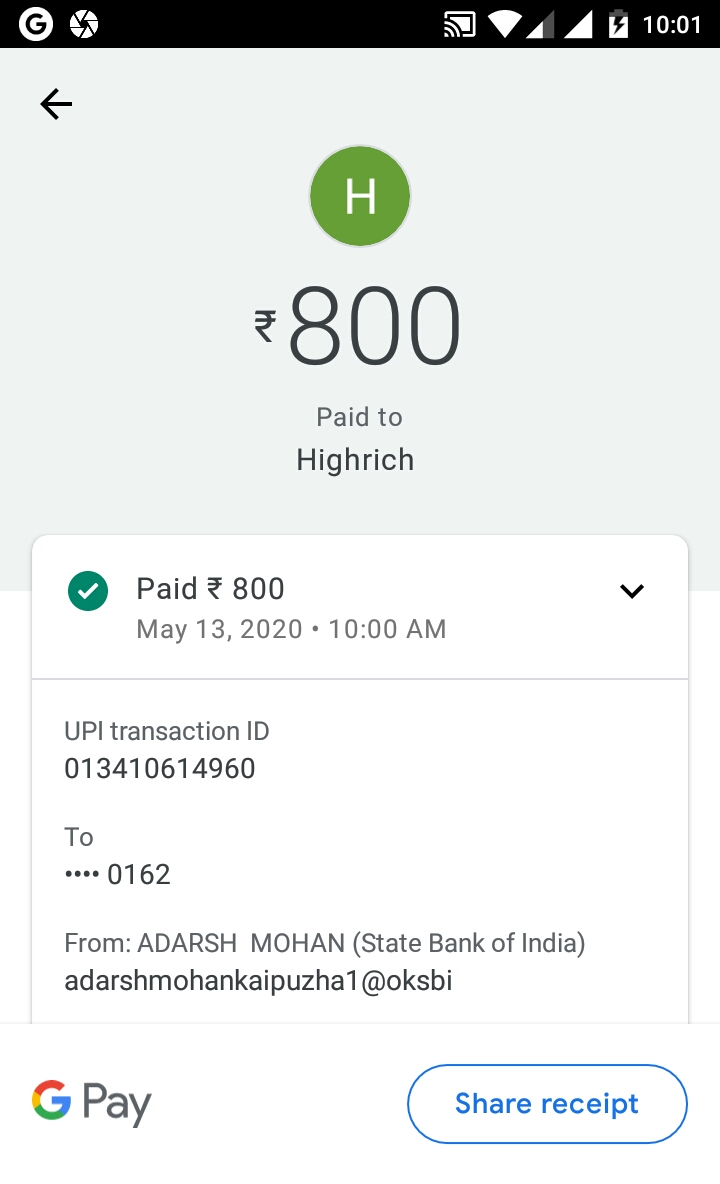 10:01
H
₹800
Paid to
Highrich
Paid ₹ 800
May 13, 2020 • 10:00 AM
UPI transaction ID
013410614960
To
•••• 0162
From: ADARSH  MOHAN (State Bank of India)
adarshmohankaipuzha1@oksbi
G Pay
Share receipt